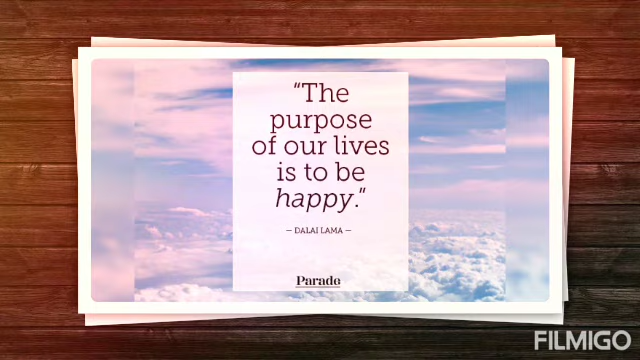 “The
purpose
of our lives
is to be
happy.”
— DALAI LAMA —
Parade
FILMIGO